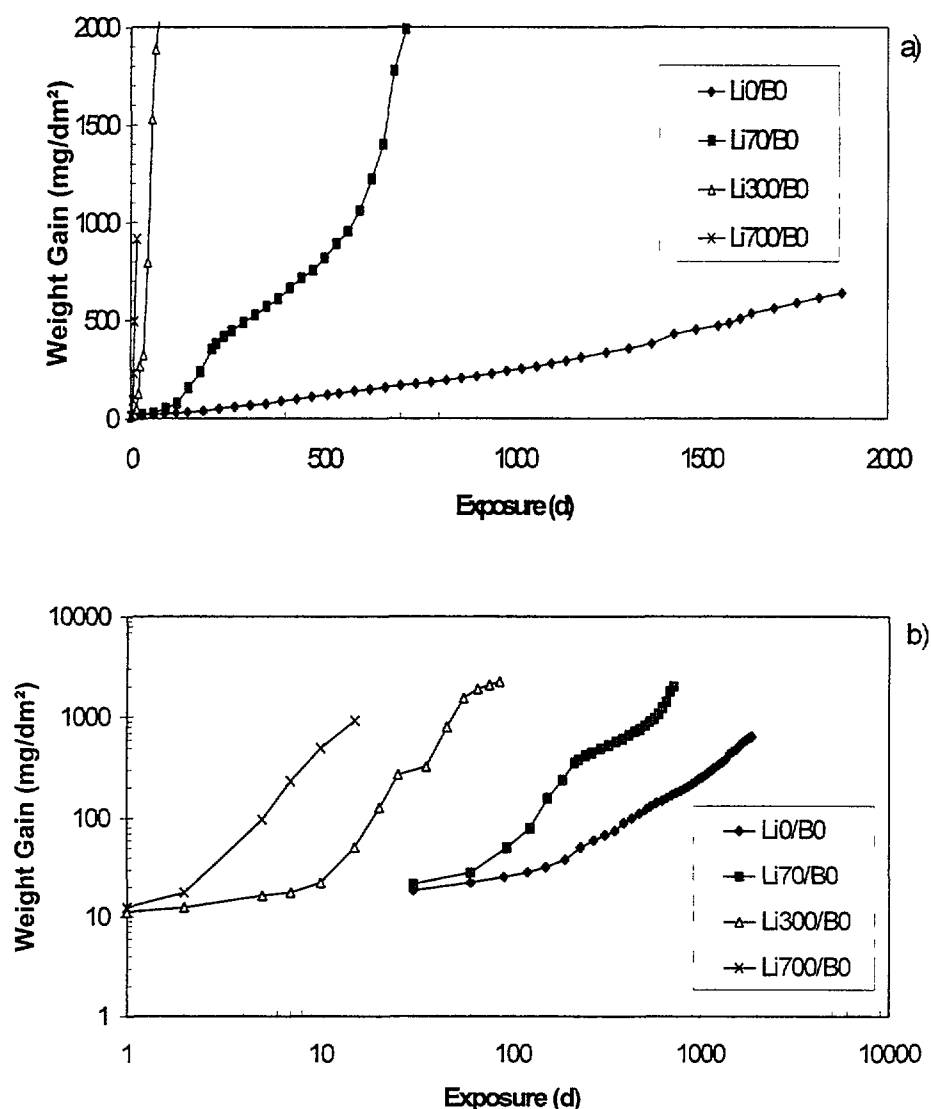 a)
2000
1500
1000
500
0
Weight Gain (mg/dm²)
Li0/B0
Li70/B0
Li300/B0
Li700/B0
0 500 1000 1500 2000
Exposure (d)
b)
10000
1000
100
10
1
Weight Gain (mg/dm²)
Li0/B0
Li70/B0
Li300/B0
Li700/B0
1 10 100 1000 10000
Exposure (d)